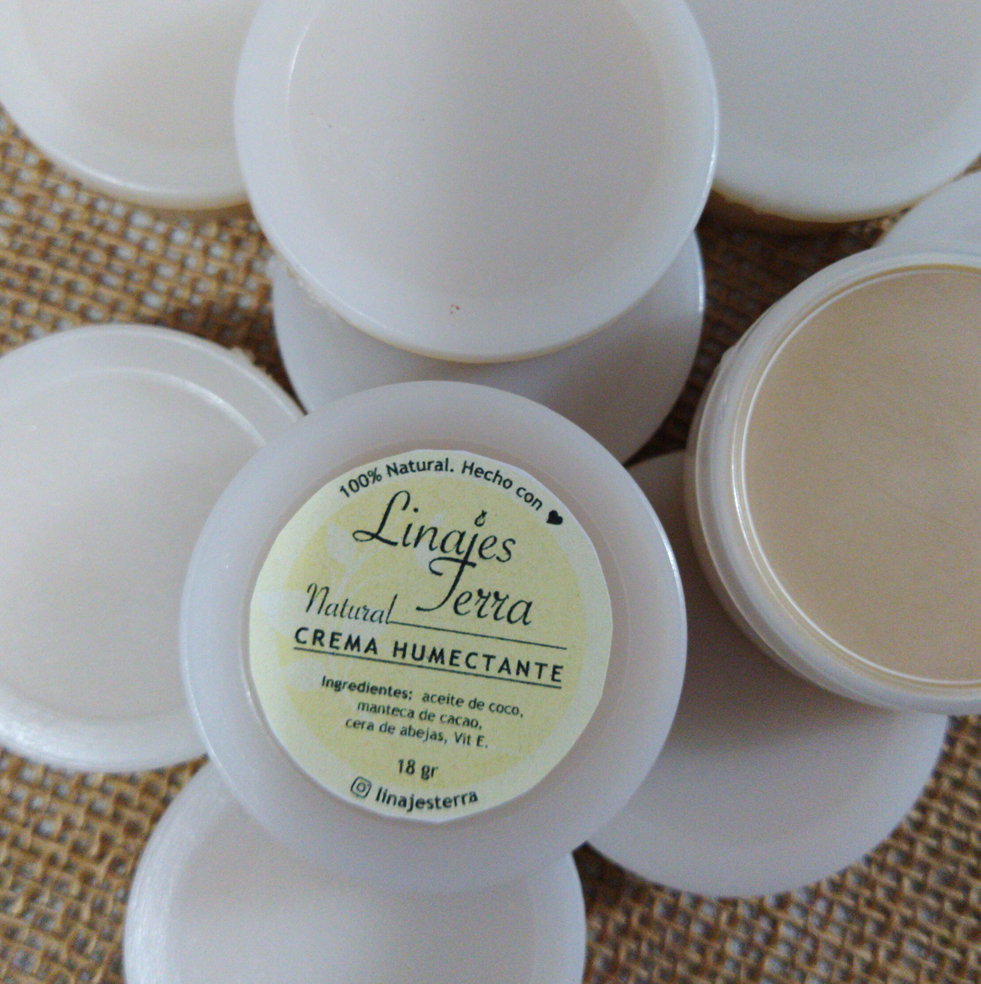 100% Natural. Hecho con ♥
Linajes
Terra
Natural
CREMA HUMECTANTE
Ingredientes: aceite de coco,
manteca de cacao,
cera de abejas, Vit E.
18 gr
linajesterra